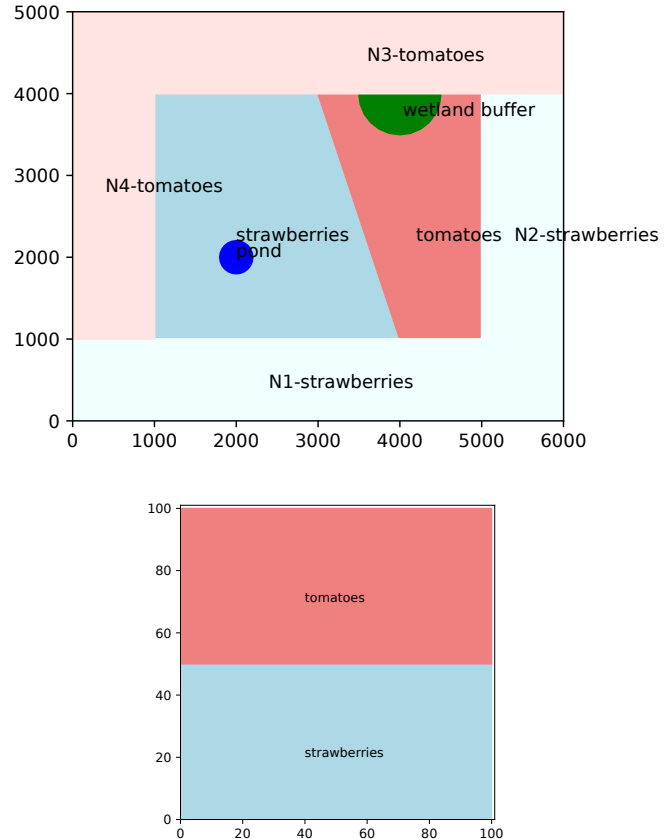 5000
N3-tomatoes
4000
wetland buffer
3000
N4-tomatoes
strawberries
tomatoes
N2-strawberries
2000
pond
1000
N1-strawberries
0
0 1000 2000 3000 4000 5000 6000
100
80
tomatoes
60
40
strawberries
20
0
0 20 40 60 80 100